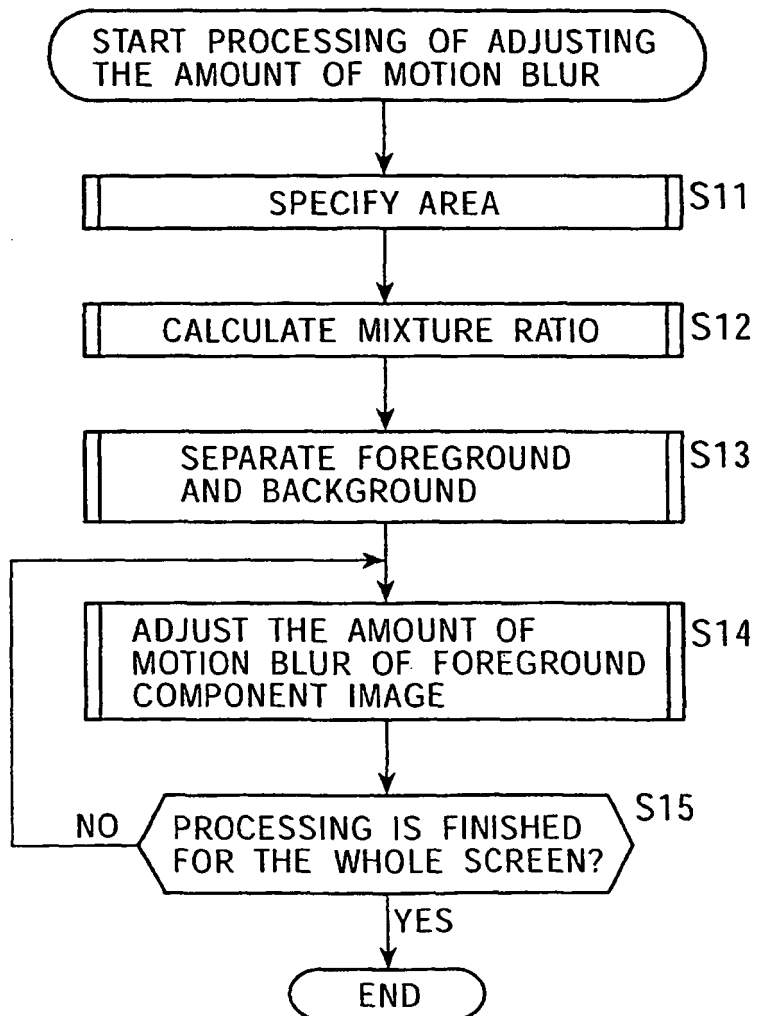 START PROCESSING OF ADJUSTING
THE AMOUNT OF MOTION BLUR
SPECIFY AREA
S11
CALCULATE MIXTURE RATIO
S12
SEPARATE FOREGROUND
AND BACKGROUND
S13
ADJUST THE AMOUNT OF
MOTION BLUR OF FOREGROUND
COMPONENT IMAGE
S14
PROCESSING IS FINISHED
FOR THE WHOLE SCREEN?
S15
NO
YES
END